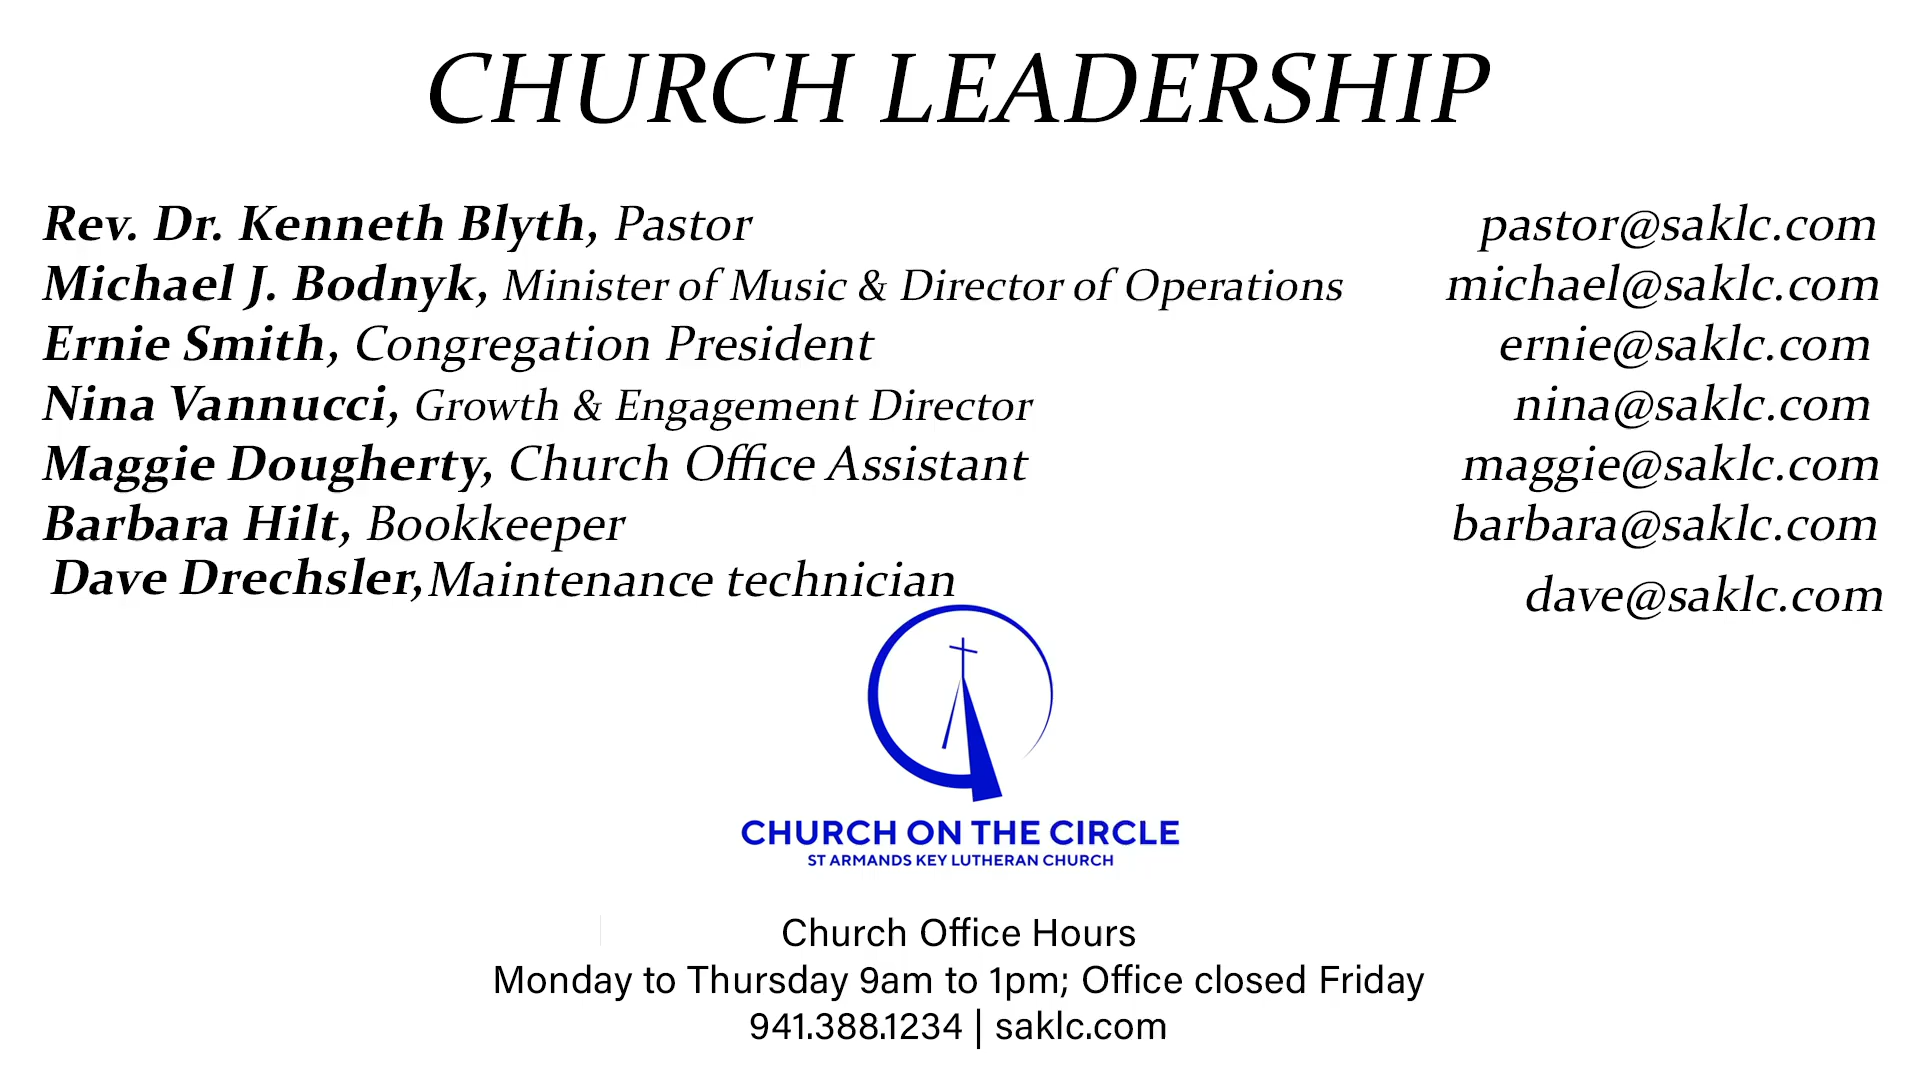 CHURCH LEADERSHIP
Rev. Dr. Kenneth Blyth, Pastor pastor@saklc.com
Michael J. Bodnyk, Minister of Music & Director of Operations michael@saklc.com
Ernie Smith, Congregation President ernie@saklc.com
Nina Vannucci, Growth & Engagement Director nina@saklc.com
Maggie Dougherty, Church Office Assistant maggie@saklc.com
Barbara Hilt, Bookkeeper barbara@saklc.com
Dave Drechsler,Maintenance technician dave@saklc.com
CHURCH ON THE CIRCLE
ST ARMANDS KEY LUTHERAN CHURCH
Church Office Hours
Monday to Thursday 9am to 1pm; Office closed Friday
941.388.1234 | saklc.com